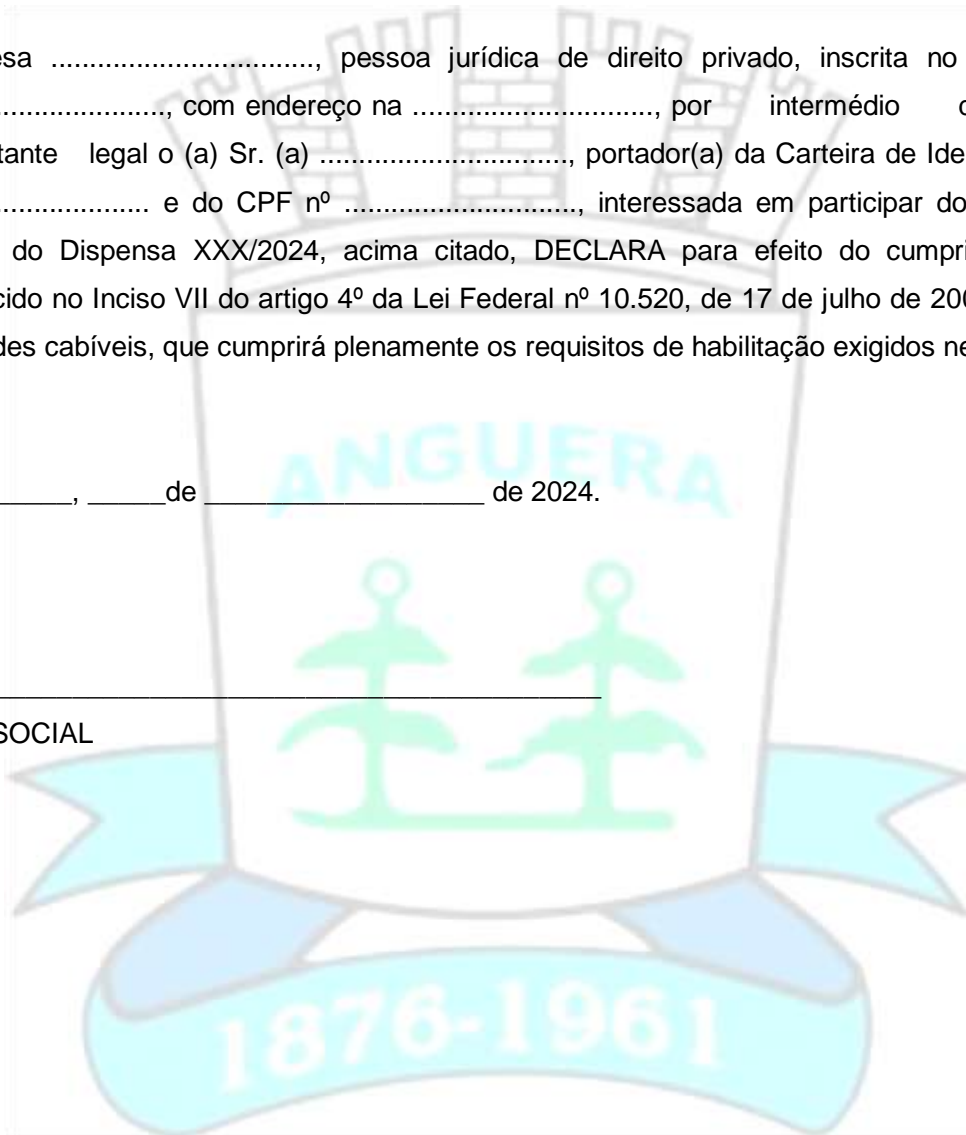 esa .................................., pessoa jurídica de direito privado, inscrita no
......................, com endereço na ..............................., por intermédio
tante legal o (a) Sr. (a) ................................, portador(a) da Carteira de Ide
.................... e do CPF nº .............................., interessada em participar do
do Dispensa XXX/2024, acima citado, DECLARA para efeito do cumpri
cido no Inciso VII do artigo 4º da Lei Federal nº 10.520, de 17 de julho de 200
des cabíveis, que cumprirá plenamente os requisitos de habilitação exigidos ne
ANGUERA
_____, _____de __________________ de 2024.
_______________________________________
SOCIAL
1876-1961